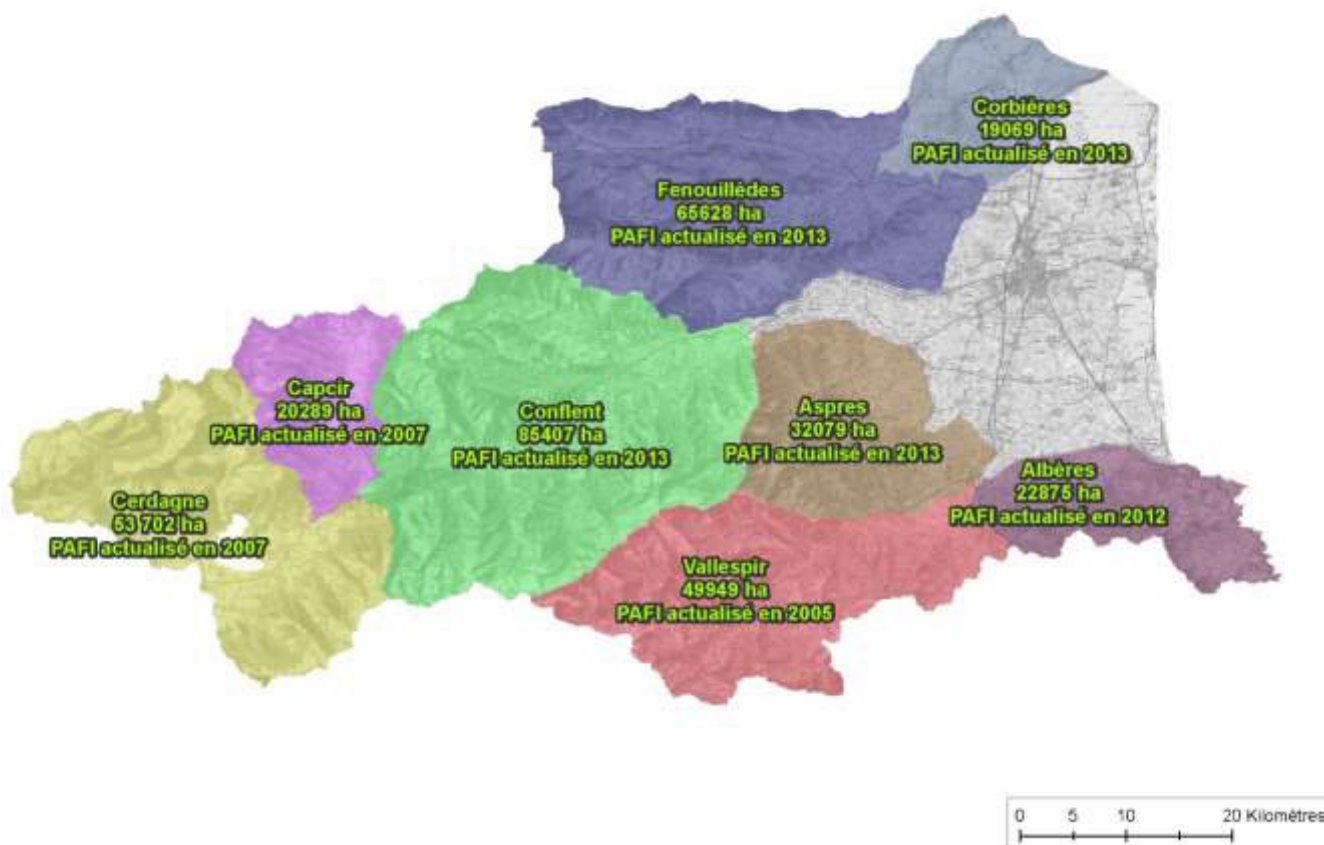 Corbières
19069 ha
PAFI actualisé en 2013
Fenouillédes
65628 ha
PAFI actualisé en 2013
Capcir
20289 ha
PAFI actualisé en 2007
Conflent
85407 ha
PAFI actualisé en 2013
Aspres
32079 ha
PAFI actualisé en 2013
Albères
22875 ha
PAFI actualisé en 2012
Cerdagne
53 702 ha
PAFI actualisé en 2007
Vallespir
49949 ha
PAFI actualisé en 2005
0 5 10 20 Kilométres